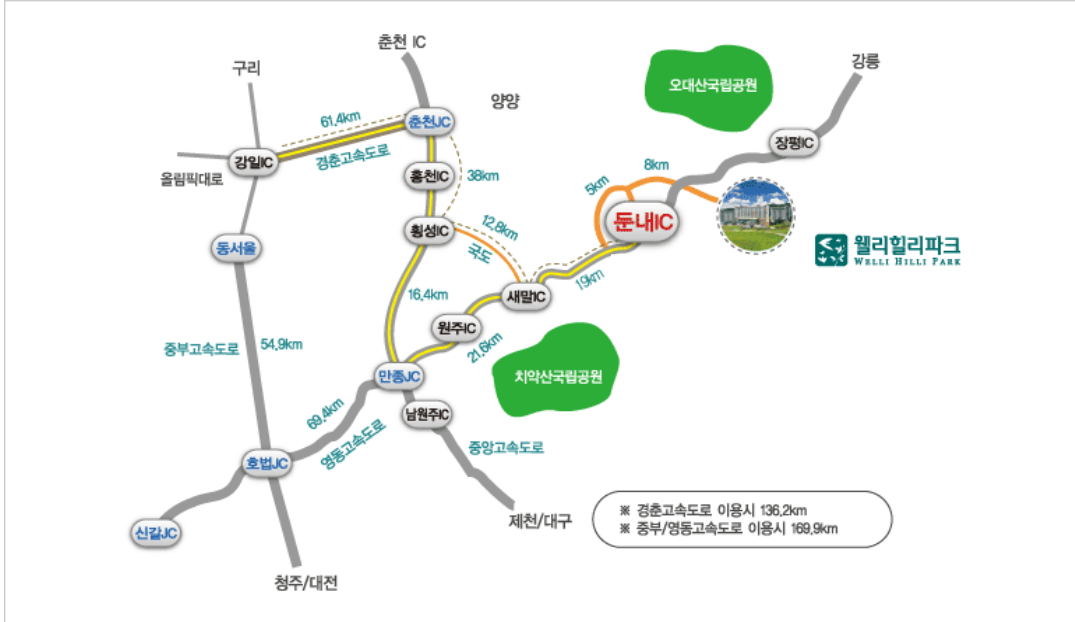 춘천 IC
구리
강릉
오대산국립공원
61.4km
양양
춘천JC
장평IC
경춘고속도로
강일IC
올림픽대로
홍천IC
38km
8km
5km
둔내IC
12.8km
횡성IC
국도
동서울
웰리힐리파크
WELLI HILLI PARK
19km
16.4km
새말IC
원주IC
21.6km
중부고속도로
54.9km
만종JC
치악산국립공원
69.4km
남원주IC
영동고속도로
중앙고속도로
호법JC
신갈JC
제천/대구
※ 경춘고속도로 이용시 136.2km
※ 중부/영동고속도로 이용시 169.9km
청주/대전